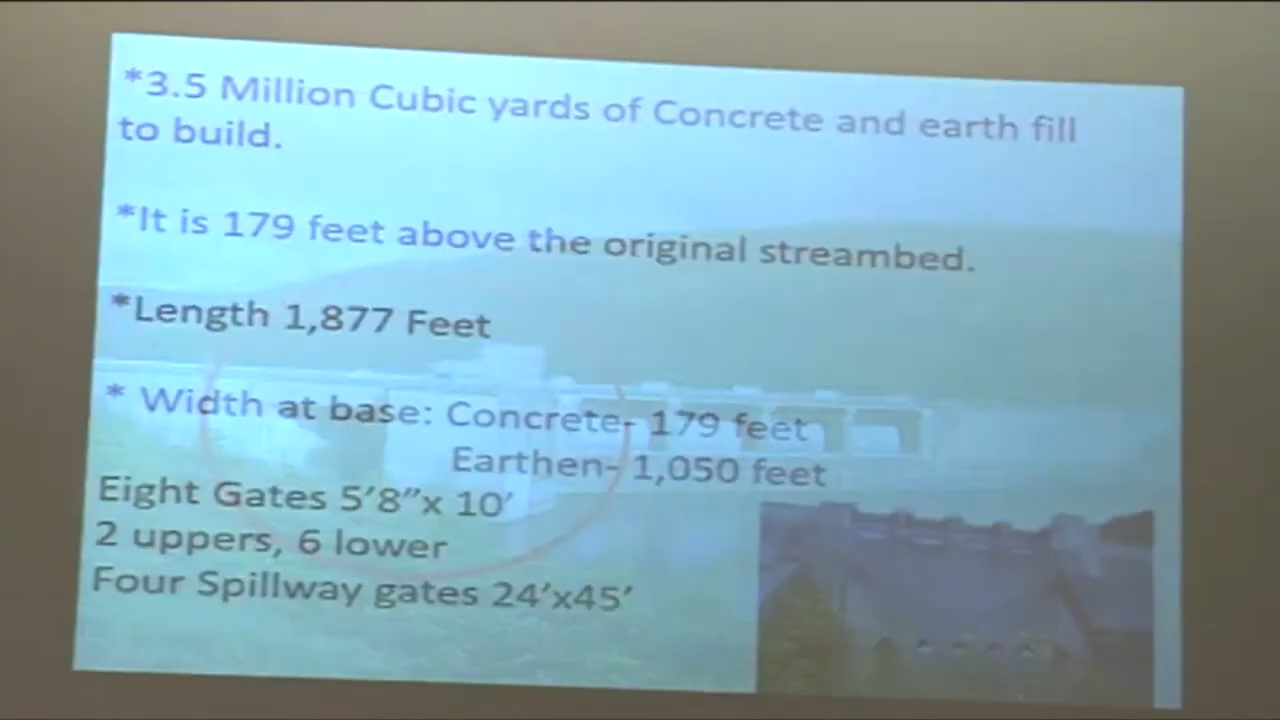 *3.5 Million Cubic yards of Concrete and earth fill
to build.
*It is 179 feet above the original streambed.
*Length 1,877 Feet
* Width at base: Concrete- 179 feet
Earthen- 1,050 feet
Eight Gates 5’8”x 10’
2 uppers, 6 lower
Four Spillway gates 24’x45’